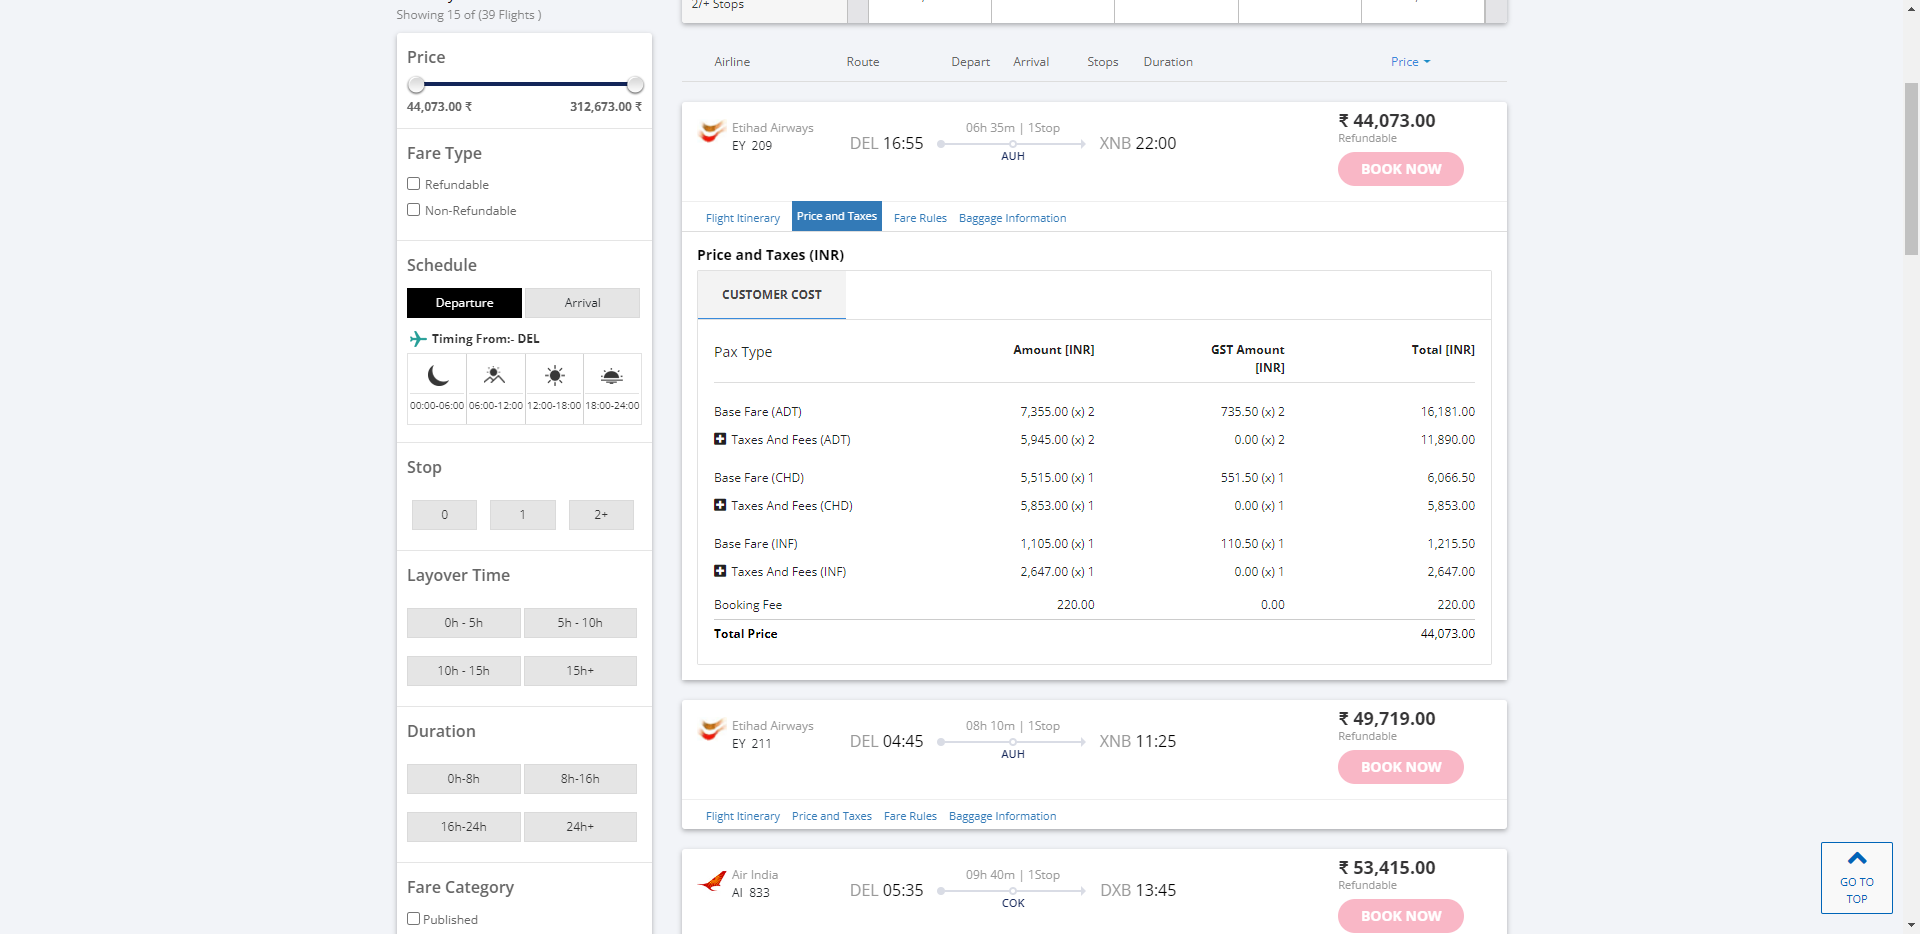 Showing 15 of (39 Flights )
Price
44,073.00 ₹ 312,673.00 ₹
Fare Type
Refundable
Non-Refundable
Schedule
Departure Arrival
Timing From:- DEL
00:00-06:00 06:00-12:00 12:00-18:00 18:00-24:00
Stop
0 1 2+
Layover Time
0h - 5h 5h - 10h
10h - 15h 15h+
Duration
0h-8h 8h-16h
16h-24h 24h+
Fare Category
Published
2/+ Stops
Airline Route Depart Arrival Stops Duration Price
Etihad Airways
EY 209
DEL 16:55
06h 35m | 1Stop
AUH
XNB 22:00
₹ 44,073.00
Refundable
BOOK NOW
Flight Itinerary Price and Taxes Fare Rules Baggage Information
Price and Taxes (INR)
CUSTOMER COST
Pax Type Amount [INR] GST Amount [INR] Total [INR]
Base Fare (ADT) 7,355.00 (x) 2 735.50 (x) 2 16,181.00
Taxes And Fees (ADT) 5,945.00 (x) 2 0.00 (x) 2 11,890.00
Base Fare (CHD) 5,515.00 (x) 1 551.50 (x) 1 6,066.50
Taxes And Fees (CHD) 5,853.00 (x) 1 0.00 (x) 1 5,853.00
Base Fare (INF) 1,105.00 (x) 1 110.50 (x) 1 1,215.50
Taxes And Fees (INF) 2,647.00 (x) 1 0.00 (x) 1 2,647.00
Booking Fee 220.00 0.00 220.00
Total Price 44,073.00
Etihad Airways
EY 211
DEL 04:45
08h 10m | 1Stop
AUH
XNB 11:25
₹ 49,719.00
Refundable
BOOK NOW
Flight Itinerary Price and Taxes Fare Rules Baggage Information
Air India
AI 833
DEL 05:35
09h 40m | 1Stop
COK
DXB 13:45
₹ 53,415.00
Refundable
BOOK NOW
GO TO
TOP